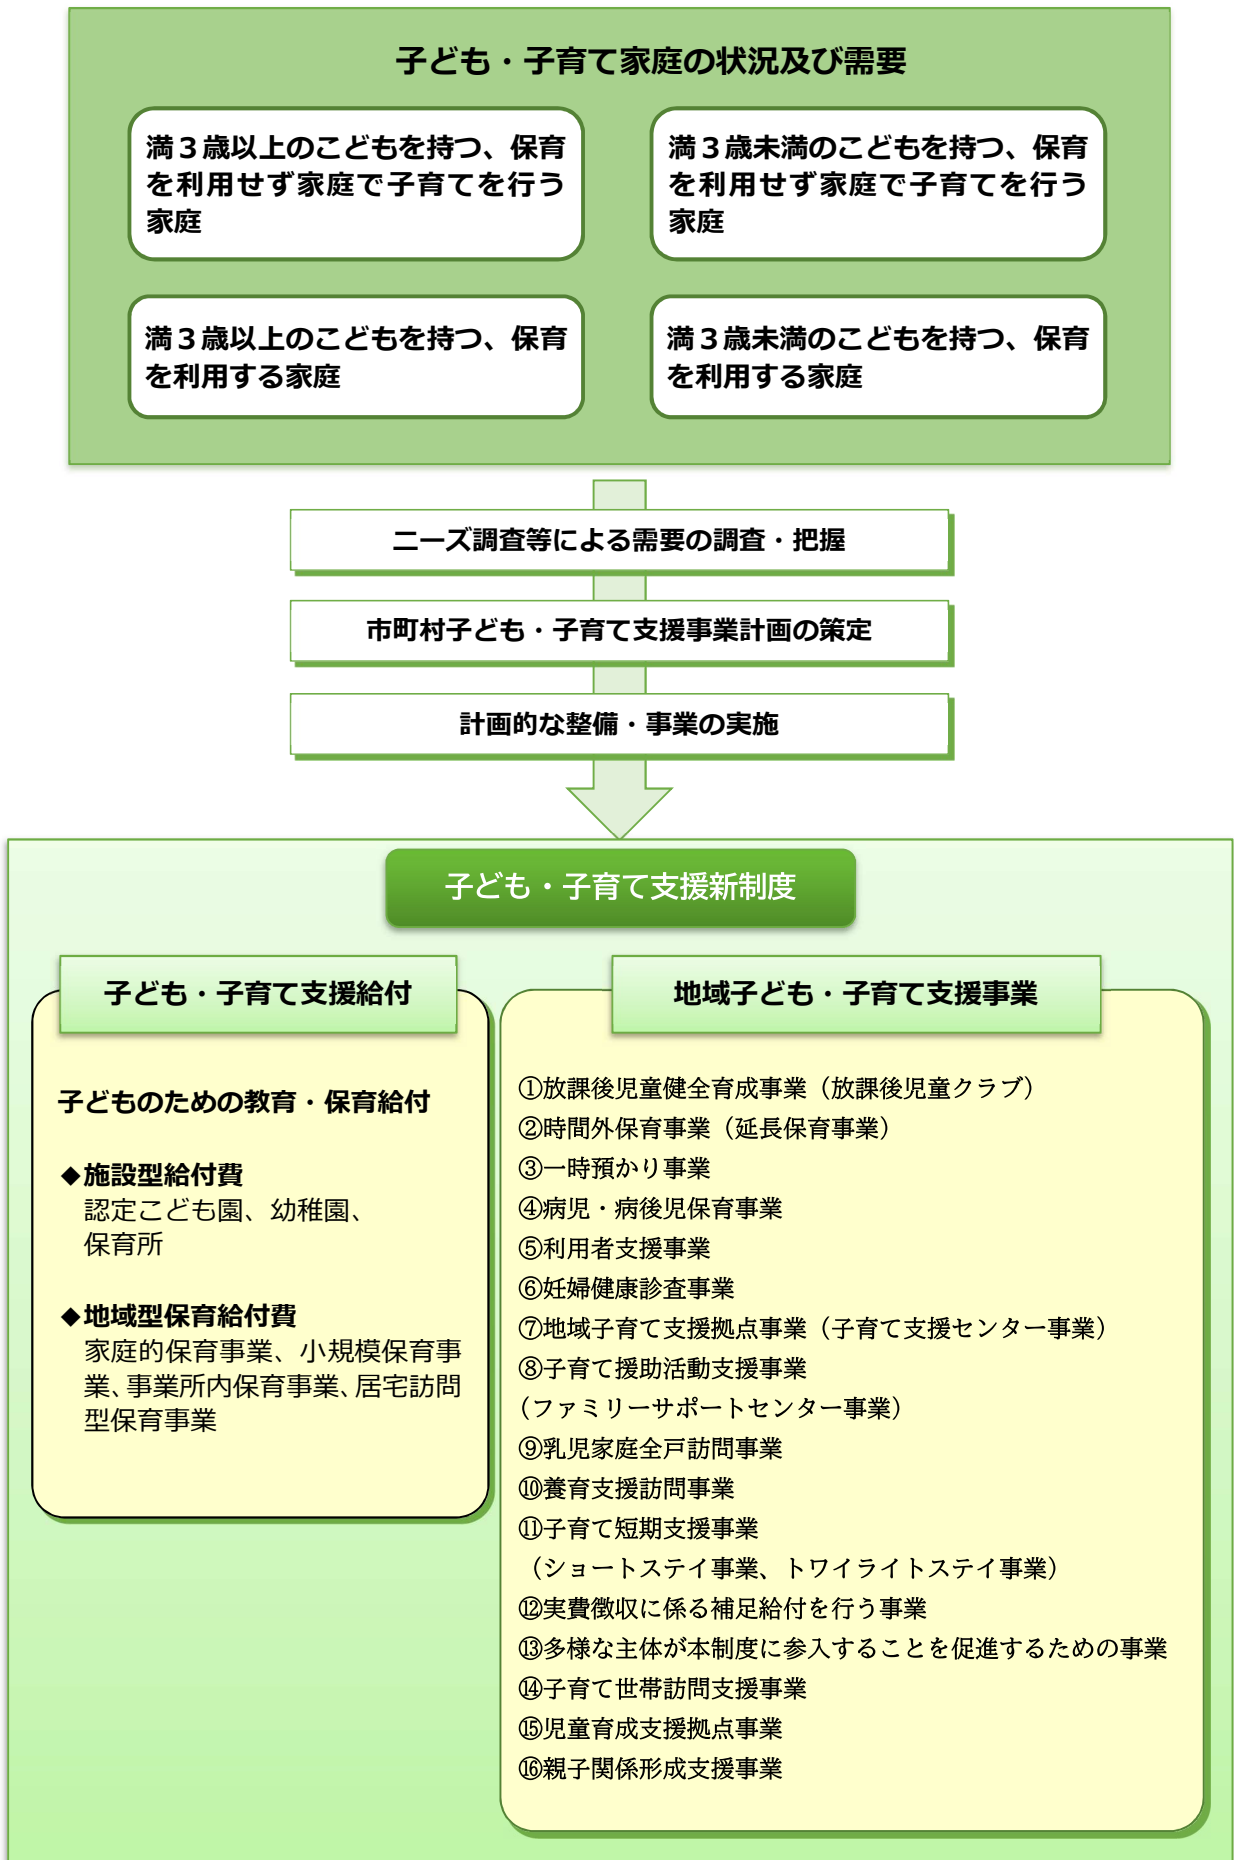 子ども・子育て家庭の状況及び需要
満３歳以上のこどもを持つ、保育
を利用せず家庭で子育てを行う
家庭
満３歳未満のこどもを持つ、保育
を利用せず家庭で子育てを行う
家庭
満３歳以上のこどもを持つ、保育
を利用する家庭
満３歳未満のこどもを持つ、保育
を利用する家庭
ニーズ調査等による需要の調査・把握
市町村子ども・子育て支援事業計画の策定
計画的な整備・事業の実施
子ども・子育て支援新制度
子ども・子育て支援給付
子どものための教育・保育給付
◆施設型給付費
認定こども園、幼稚園、
保育所
◆地域型保育給付費
家庭的保育事業、小規模保育事
業、事業所内保育事業、居宅訪問
型保育事業
地域子ども・子育て支援事業
①放課後児童健全育成事業（放課後児童クラブ）
②時間外保育事業（延長保育事業）
③一時預かり事業
④病児・病後児保育事業
⑤利用者支援事業
⑥妊婦健康診査事業
⑦地域子育て支援拠点事業（子育て支援センター事業）
⑧子育て援助活動支援事業
（ファミリーサポートセンター事業）
⑨乳児家庭全戸訪問事業
⑩養育支援訪問事業
⑪子育て短期支援事業
（ショートステイ事業、トワイライトステイ事業）
⑫実費徴収に係る補足給付を行う事業
⑬多様な主体が本制度に参入することを促進するための事業
⑭子育て世帯訪問支援事業
⑮児童育成支援拠点事業
⑯親子関係形成支援事業